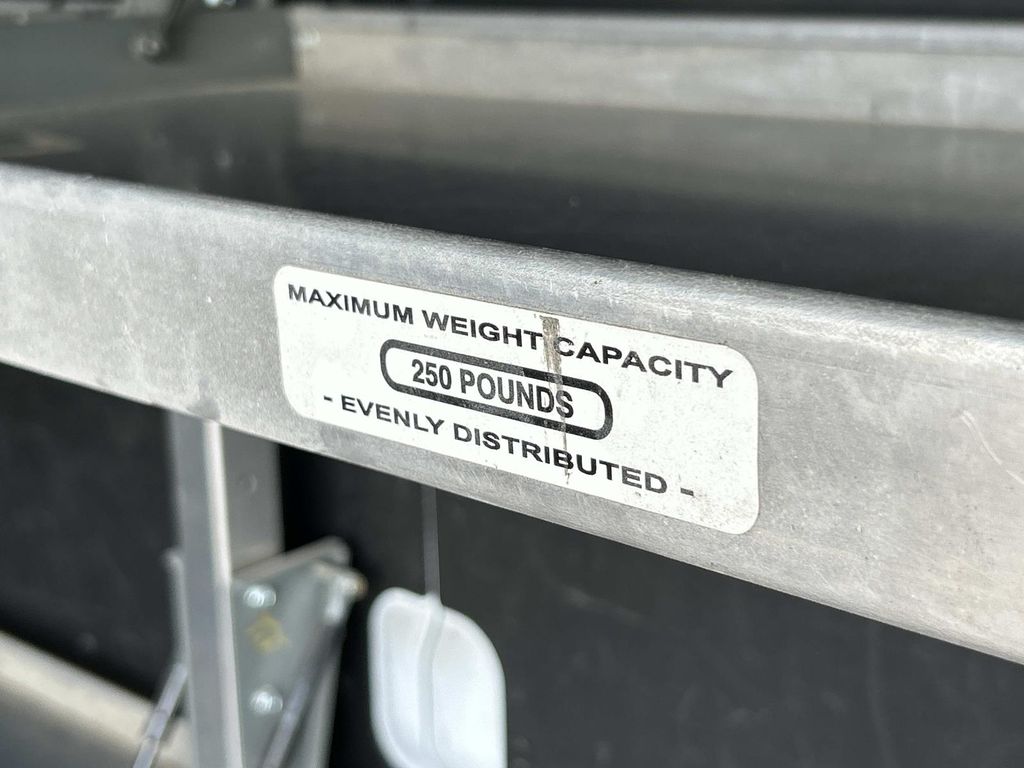 MAXIMUM WEIGHT CAPACITY
250 POUNDS
- EVENLY DISTRIBUTED -